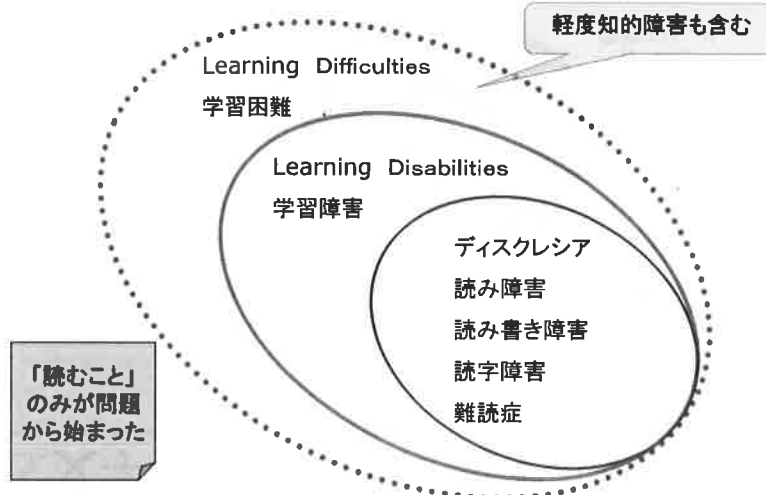 軽度知的障害も含む
Learning Difficulties
学習困難
Learning Disabilities
学習障害
ディスクレシア
読み障害
読み書き障害
読字障害
難読症
「読むこと」
のみが問題
から始まった